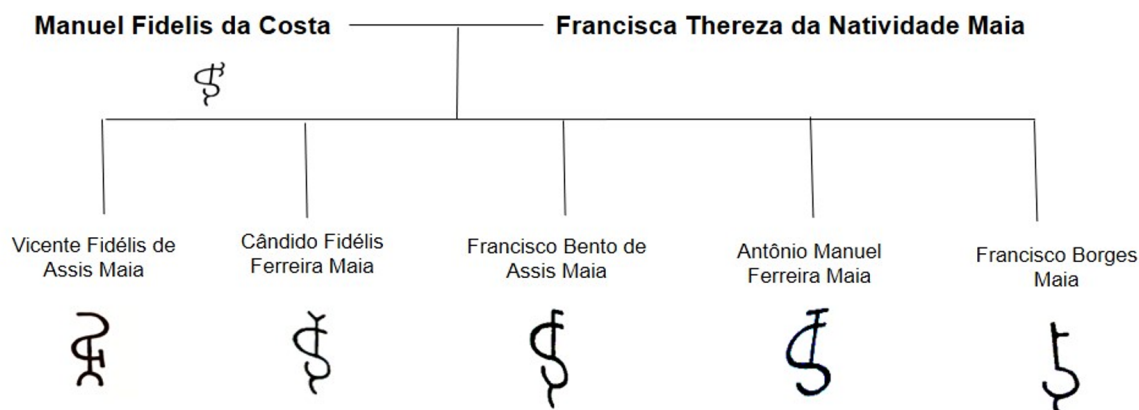 Manuel Fidelis da Costa
Francisca Thereza da Natividade Maia
Vicente Fidélis de
Assis Maia
Cândido Fidélis
Ferreira Maia
Francisco Bento de
Assis Maia
Antônio Manuel
Ferreira Maia
Francisco Borges
Maia